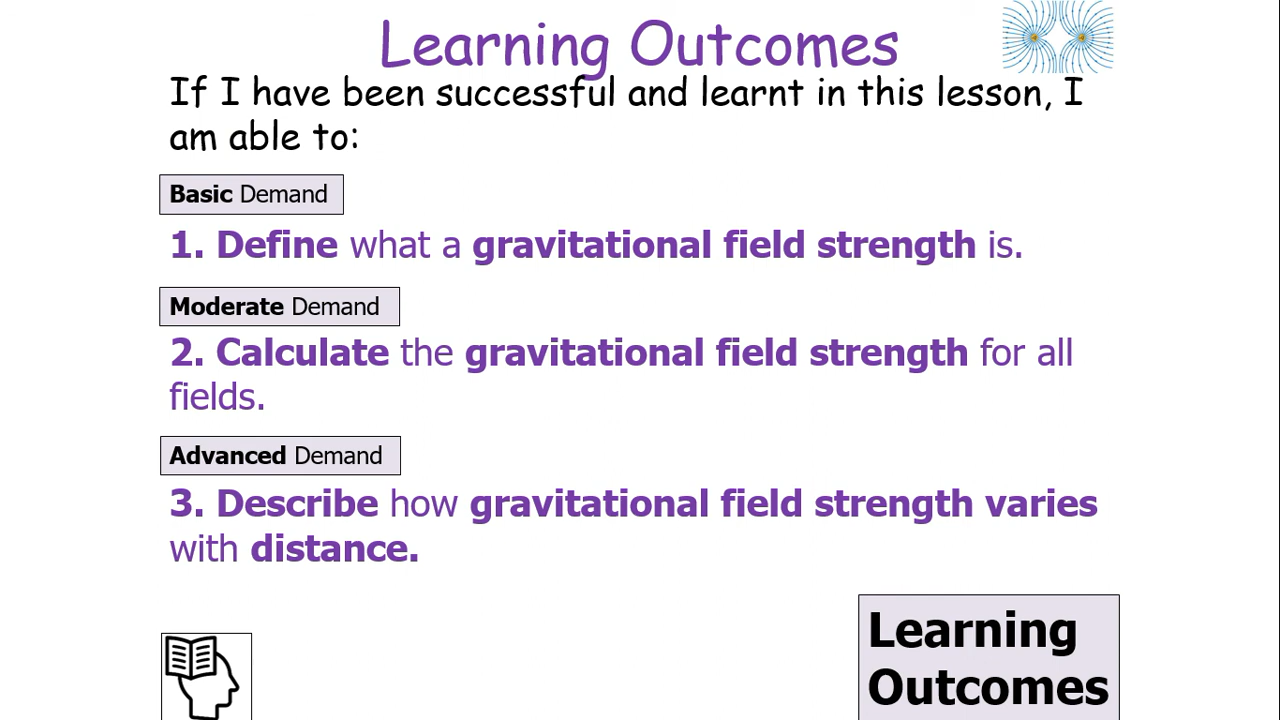 Learning Outcomes
If I have been successful and learnt in this lesson, I
am able to:
Basic Demand
1. Define what a gravitational field strength is.
Moderate Demand
2. Calculate the gravitational field strength for all
fields.
Advanced Demand
3. Describe how gravitational field strength varies
with distance.
Learning
Outcomes